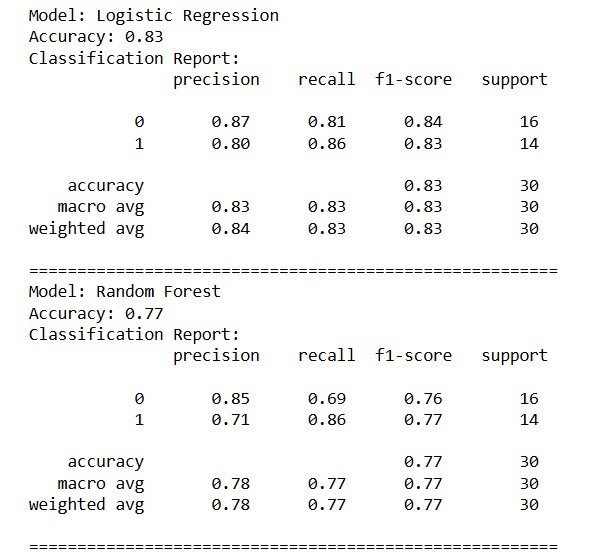 Model: Logistic Regression
Accuracy: 0.83
Classification Report:
precision recall f1-score support
0 0.87 0.81 0.84 16
1 0.80 0.86 0.83 14
accuracy 0.83 30
macro avg 0.83 0.83 0.83 30
weighted avg 0.84 0.83 0.83 30
=======================================================
Model: Random Forest
Accuracy: 0.77
Classification Report:
precision recall f1-score support
0 0.85 0.69 0.76 16
1 0.71 0.86 0.77 14
accuracy 0.77 30
macro avg 0.78 0.77 0.77 30
weighted avg 0.78 0.77 0.77 30
=======================================================